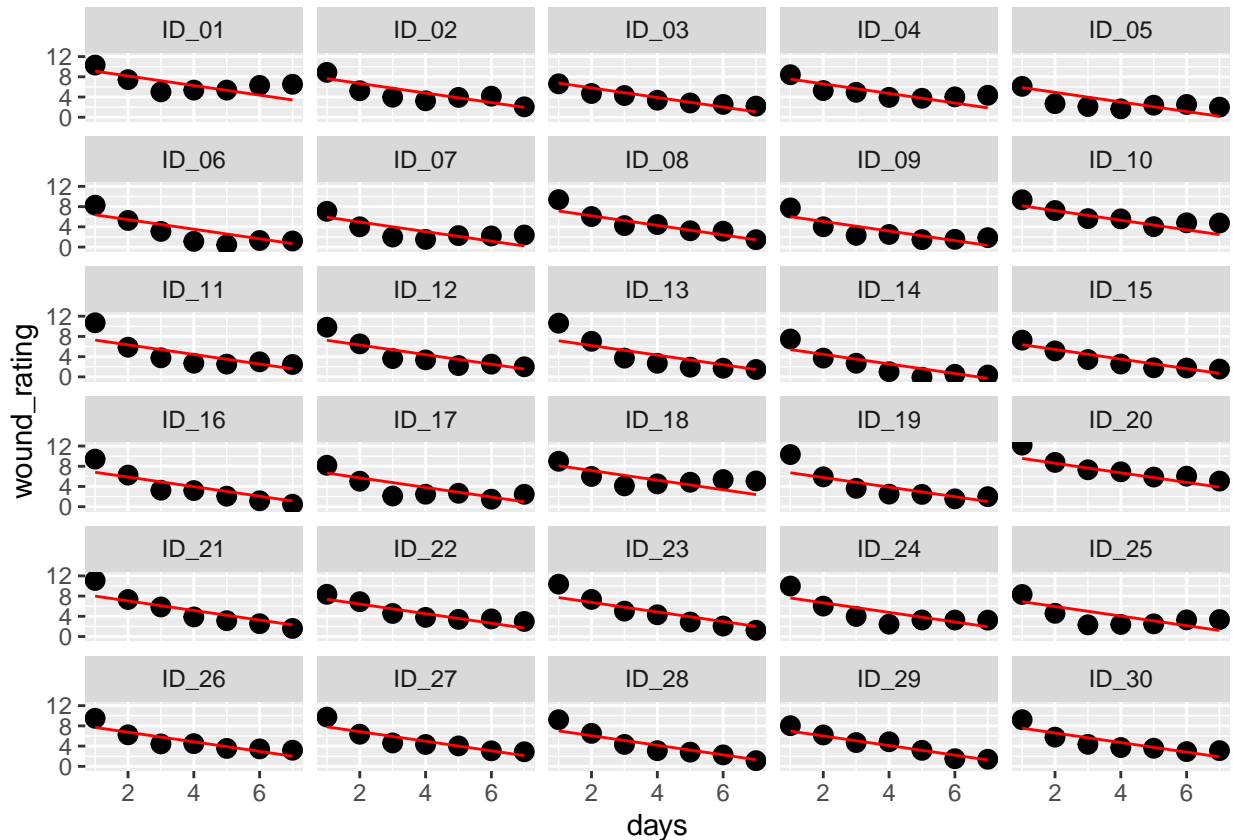 ID_01 ID_02 ID_03 ID_04 ID_05
12
8
4
0
ID_06 ID_07 ID_08 ID_09 ID_10
12
8
4
0
ID_11 ID_12 ID_13 ID_14 ID_15
12
8
4
0
wound_rating
ID_16 ID_17 ID_18 ID_19 ID_20
12
8
4
0
ID_21 ID_22 ID_23 ID_24 ID_25
12
8
4
0
ID_26 ID_27 ID_28 ID_29 ID_30
12
8
4
0
2 4 6 2 4 6 2 4 6 2 4 6 2 4 6
days